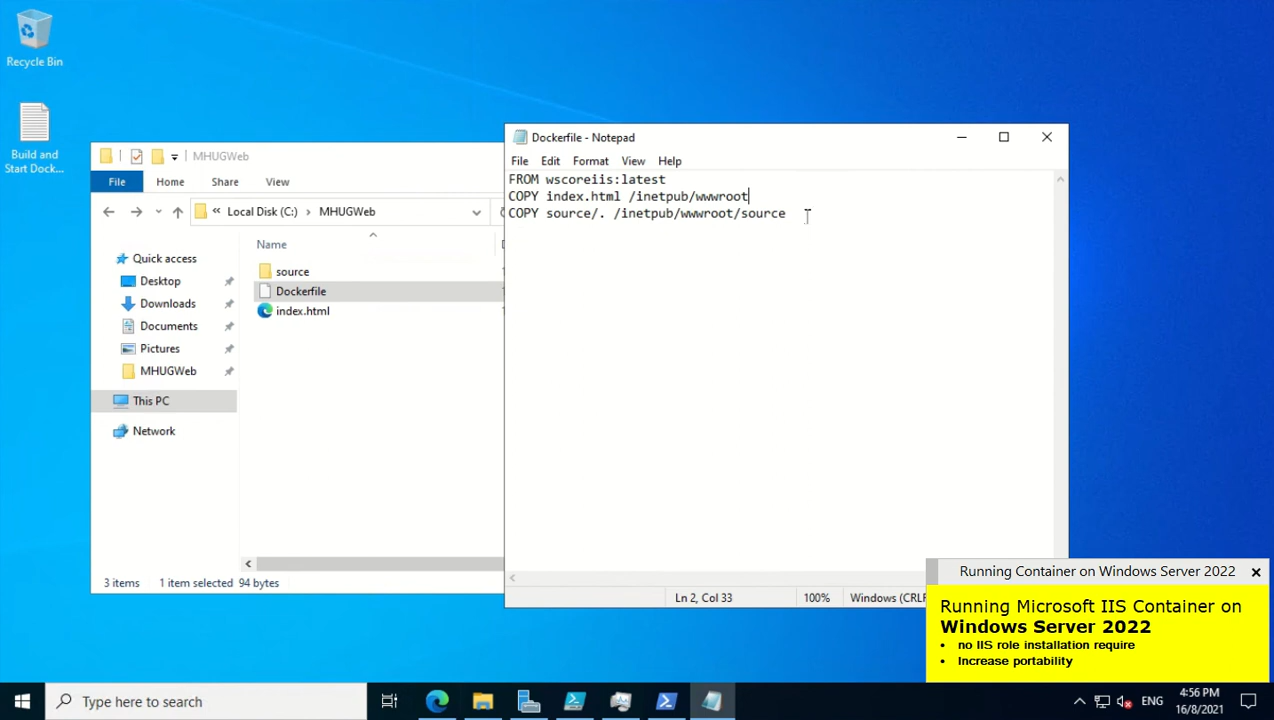 Recycle Bin
Build and
Start Dock...
MHUGWeb
File
Home
Share
View
Local Disk (C:)
MHUGWeb
Name
Quick access
Desktop
Downloads
Documents
Pictures
MHUGWeb
This PC
Network
source
Dockerfile
index.html
3 items
1 item selected 94 bytes
Dockerfile - Notepad
File Edit Format View Help
FROM wscoreiis:latest
COPY index.html /inetpub/wwwroot
COPY source/. /inetpub/wwwroot/source
Ln 2, Col 33
100%
Windows (CRLF
Running Container on Windows Server 2022
Running Microsoft IIS Container on
Windows Server 2022
• no IIS role installation require
• Increase portability
Type here to search
ENG
4:56 PM
16/8/2021